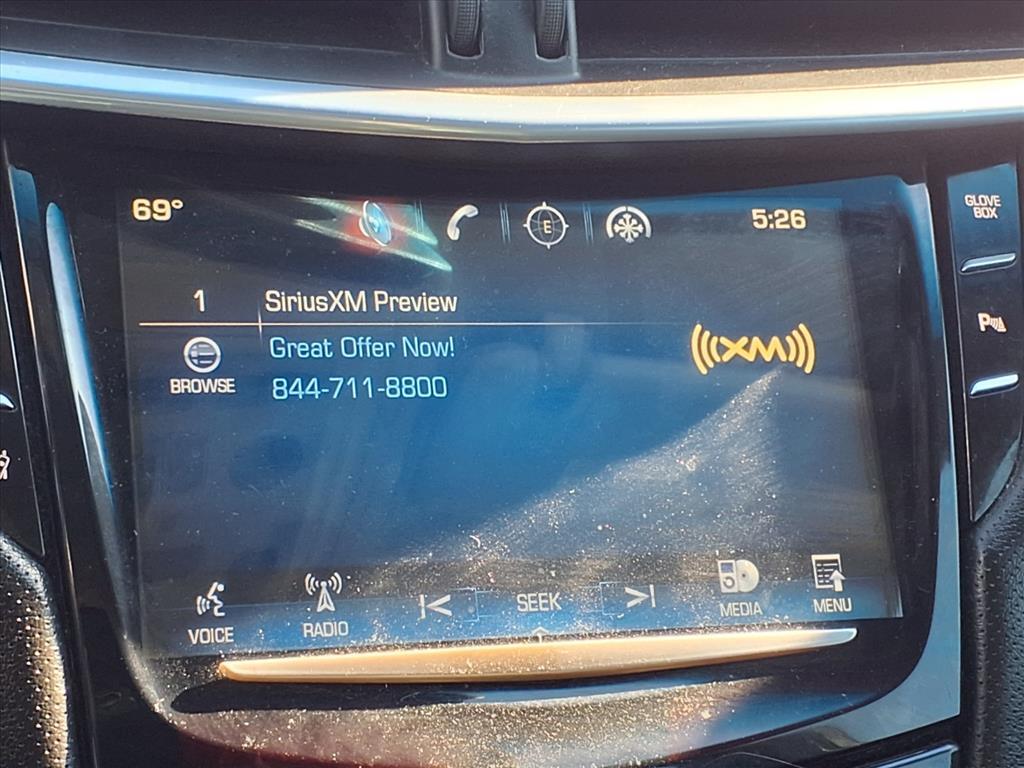 69°
E
5:26
GLOVE
BOX
1 SiriusXM Preview
Great Offer Now!
844-711-8800
BROWSE
((( XM )))
P
VOICE
RADIO
SEEK
MEDIA
MENU